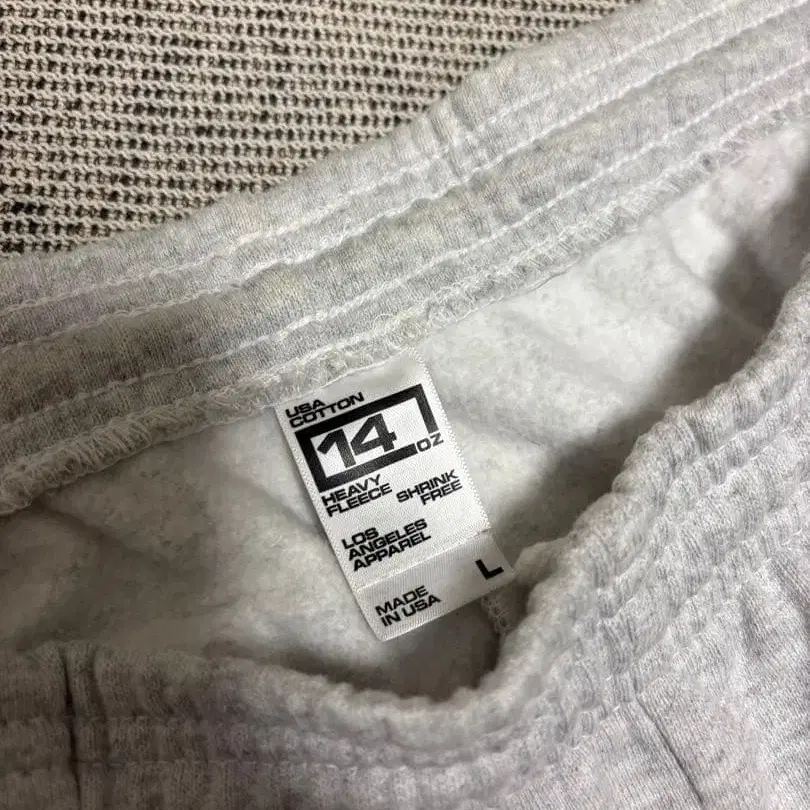 USA
COTTON
14 OZ
HEAVY
FLEECE
SHRINK
FREE
LOS
ANGELES
APPAREL
L
MADE
IN USA